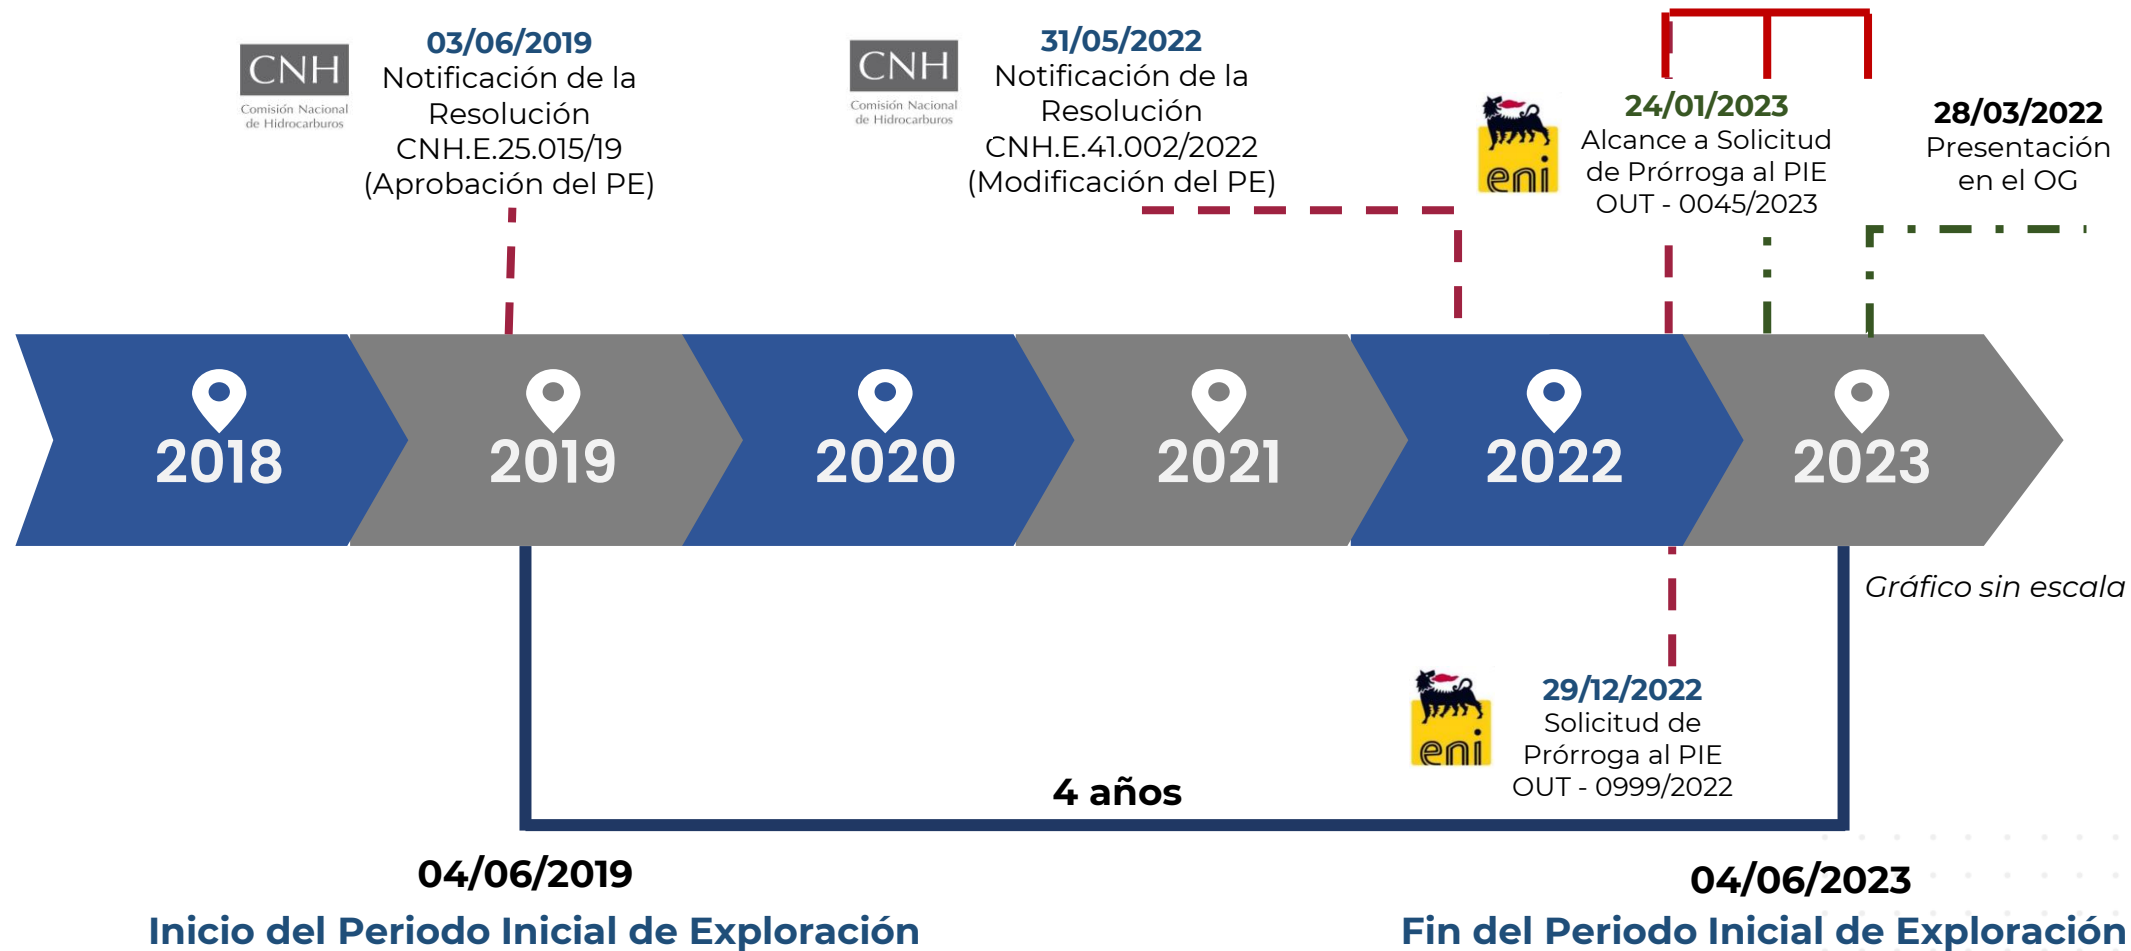 CNH
Comisión Nacional
de Hidrocarburos
03/06/2019
Notificación de la
Resolución
CNH.E.25.015/19
(Aprobación del PE)
CNH
Comisión Nacional
de Hidrocarburos
31/05/2022
Notificación de la
Resolución
CNH.E.41.002/2022
(Modificación del PE)
eni
24/01/2023
Alcance a Solicitud
de Prórroga al PIE
OUT - 0045/2023
28/03/2022
Presentación
en el OG
2018
2019
2020
2021
2022
2023
Gráfico sin escala
eni
29/12/2022
Solicitud de
Prórroga al PIE
OUT - 0999/2022
4 años
04/06/2019
Inicio del Periodo Inicial de Exploración
04/06/2023
Fin del Periodo Inicial de Exploración